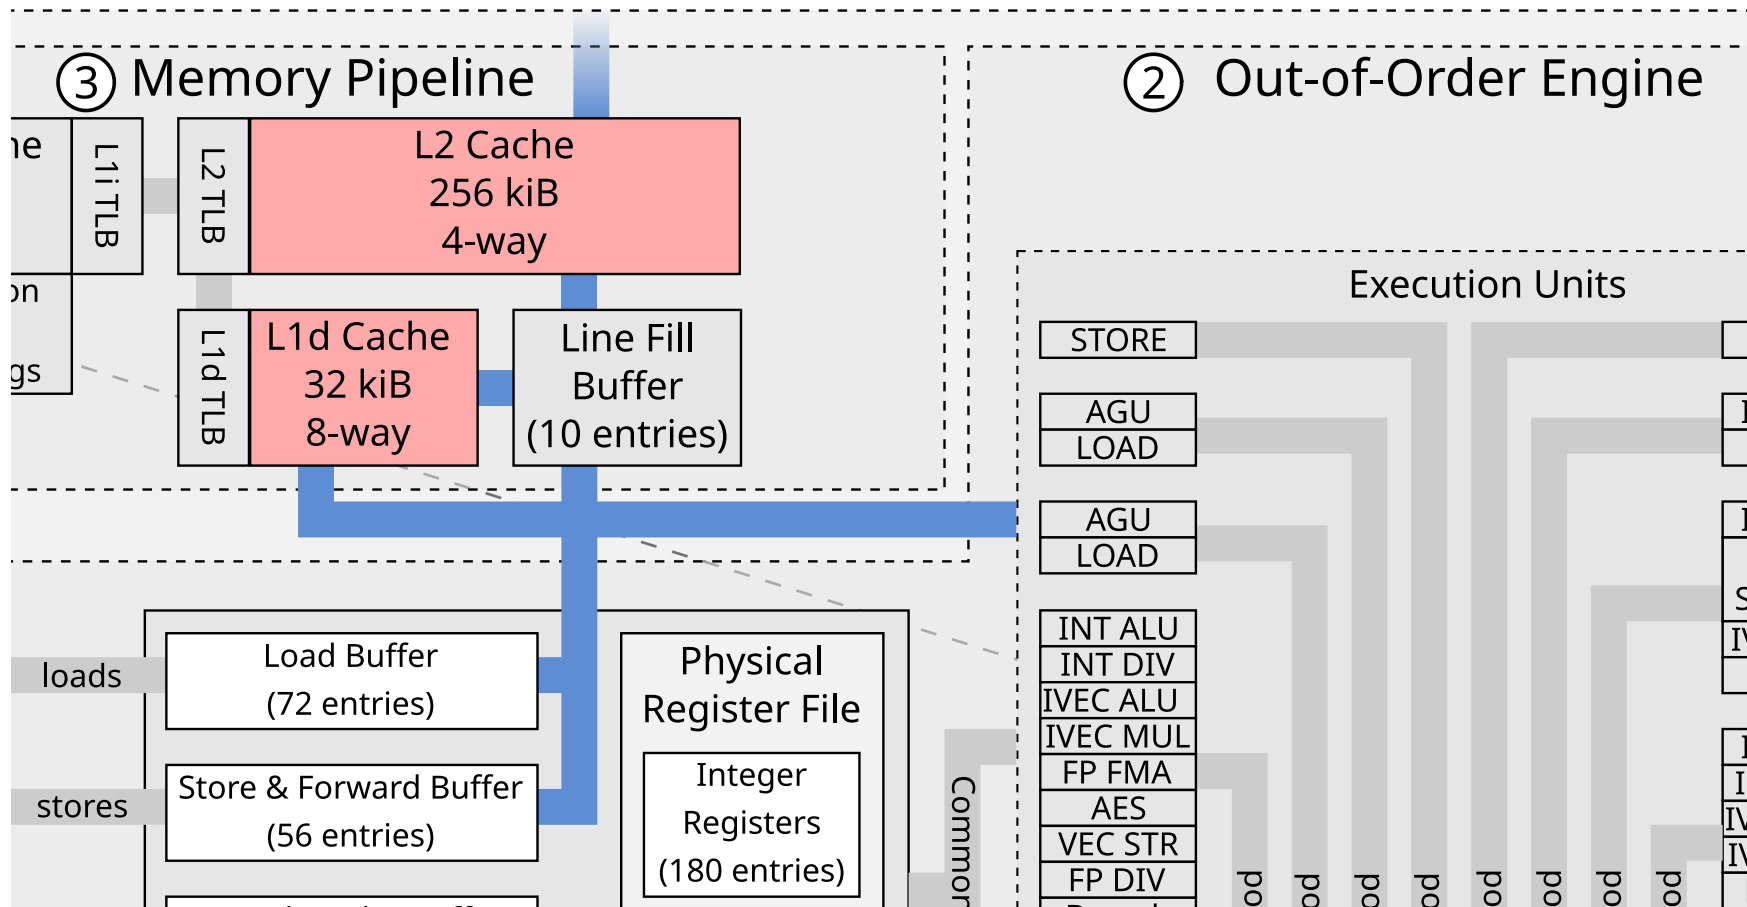 ③ Memory Pipeline
② Out-of-Order Engine
L1i TLB
L2 TLB
L2 Cache
256 kiB
4-way
L1d TLB
L1d Cache
32 kiB
8-way
Line Fill
Buffer
(10 entries)
Execution Units
STORE
AGU
LOAD
AGU
LOAD
INT ALU
INT DIV
IVEC ALU
IVEC MUL
FP FMA
AES
VEC STR
FP DIV
loads
Load Buffer
(72 entries)
stores
Store & Forward Buffer
(56 entries)
Physical
Register File
Integer
Registers
(180 entries)
Common